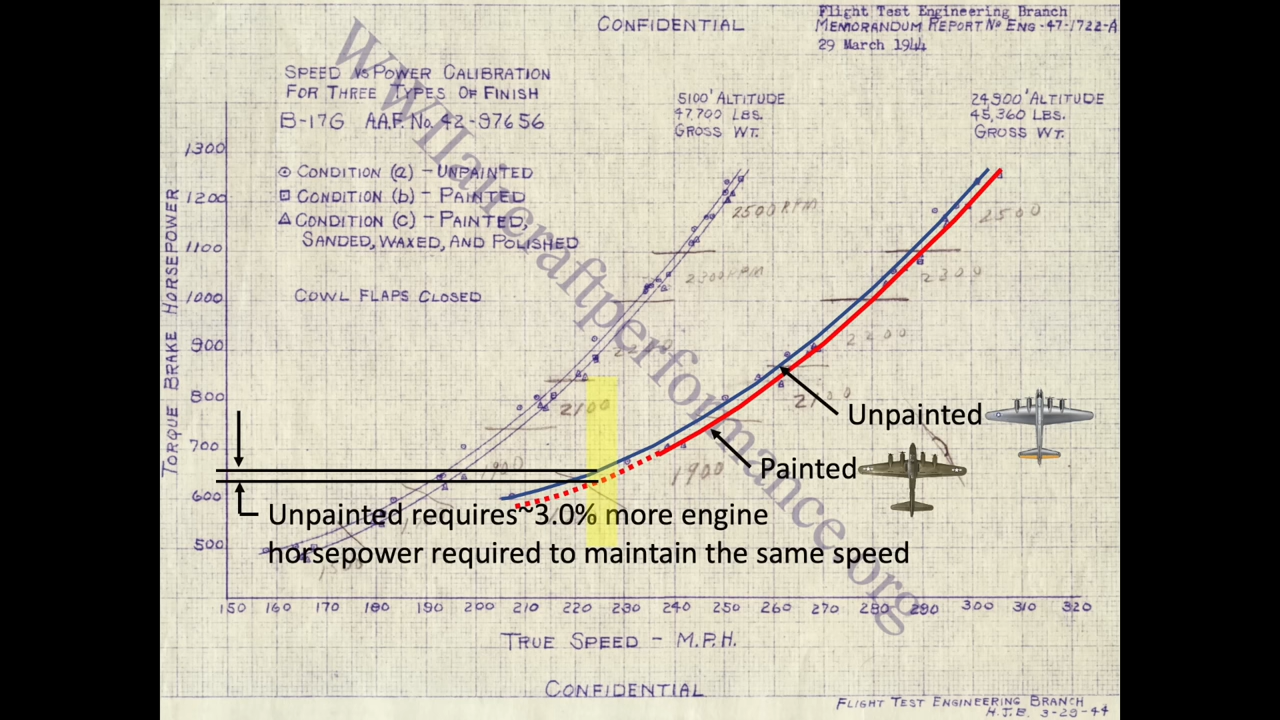 CONFIDENTIAL
Flight Test Engineering Branch
MEMORANDUM REPORT No ENG-47-1722-A
29 March 1944
SPEED vs POWER CALIBRATION
FOR THREE TYPES OF FINISH
B-17G A.A.F. No. 42-97656
5100' ALTITUDE
47,700 LBS.
GROSS WT.
24,900' ALTITUDE
45,360 LBS.
GROSS WT.
CONDITION (a) - UNPAINTED
CONDITION (b) - PAINTED
CONDITION (c) - PAINTED,
SANDED, WAXED, AND POLISHED
COWL FLAPS CLOSED
TORQUE BRAKE HORSEPOWER
1300
1200
1100
1000
900
800
700
600
500
2500 RPM
2300 RPM
2100
1900
2500
2300
2200
2100
1900
Unpainted
Painted
Unpainted requires ~3.0% more engine
horsepower required to maintain the same speed
150 160 170 180 190 200 210 220 230 240 250 260 270 280 290 300 310 320
TRUE SPEED - M.P.H.
CONFIDENTIAL
FLIGHT TEST ENGINEERING BRANCH
H.J.B. 3-29-44
WWIIaircraftperformance.org